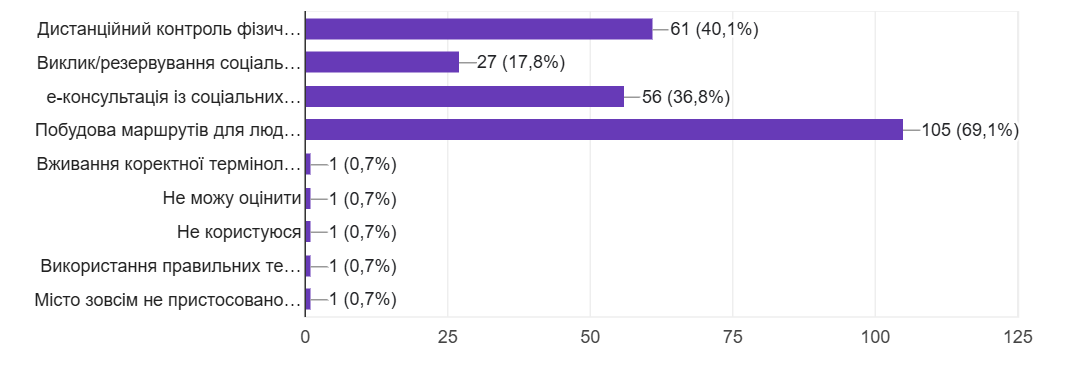 Дистанційний контроль фізич… 61 (40,1%)
Виклик/резервування соціаль… 27 (17,8%)
е-консультація із соціальних… 56 (36,8%)
Побудова маршрутів для люд… 105 (69,1%)
Вживання коректної термінол… 1 (0,7%)
Не можу оцінити 1 (0,7%)
Не користуюся 1 (0,7%)
Використання правильних те… 1 (0,7%)
Місто зовсім не пристосовано… 1 (0,7%)
0 25 50 75 100 125